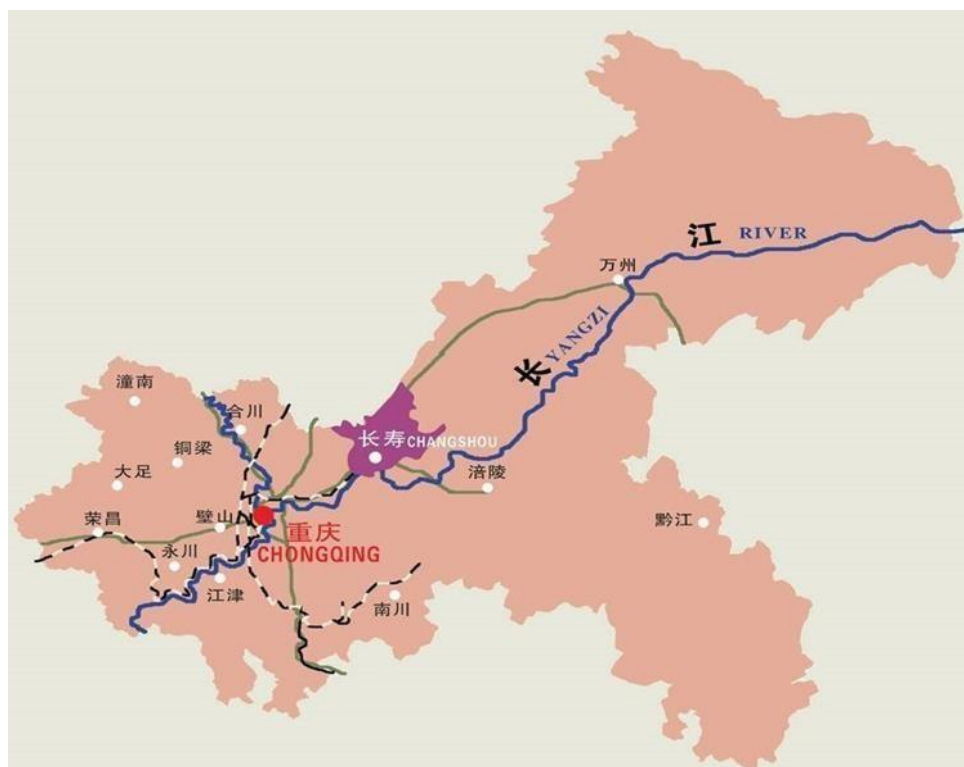 江 RIVER
万州
长 YANGZI
潼南
合川
长寿 CHANGSHOU
铜梁
大足
涪陵
荣昌
璧山
重庆
CHONGQING
黔江
永川
江津
南川